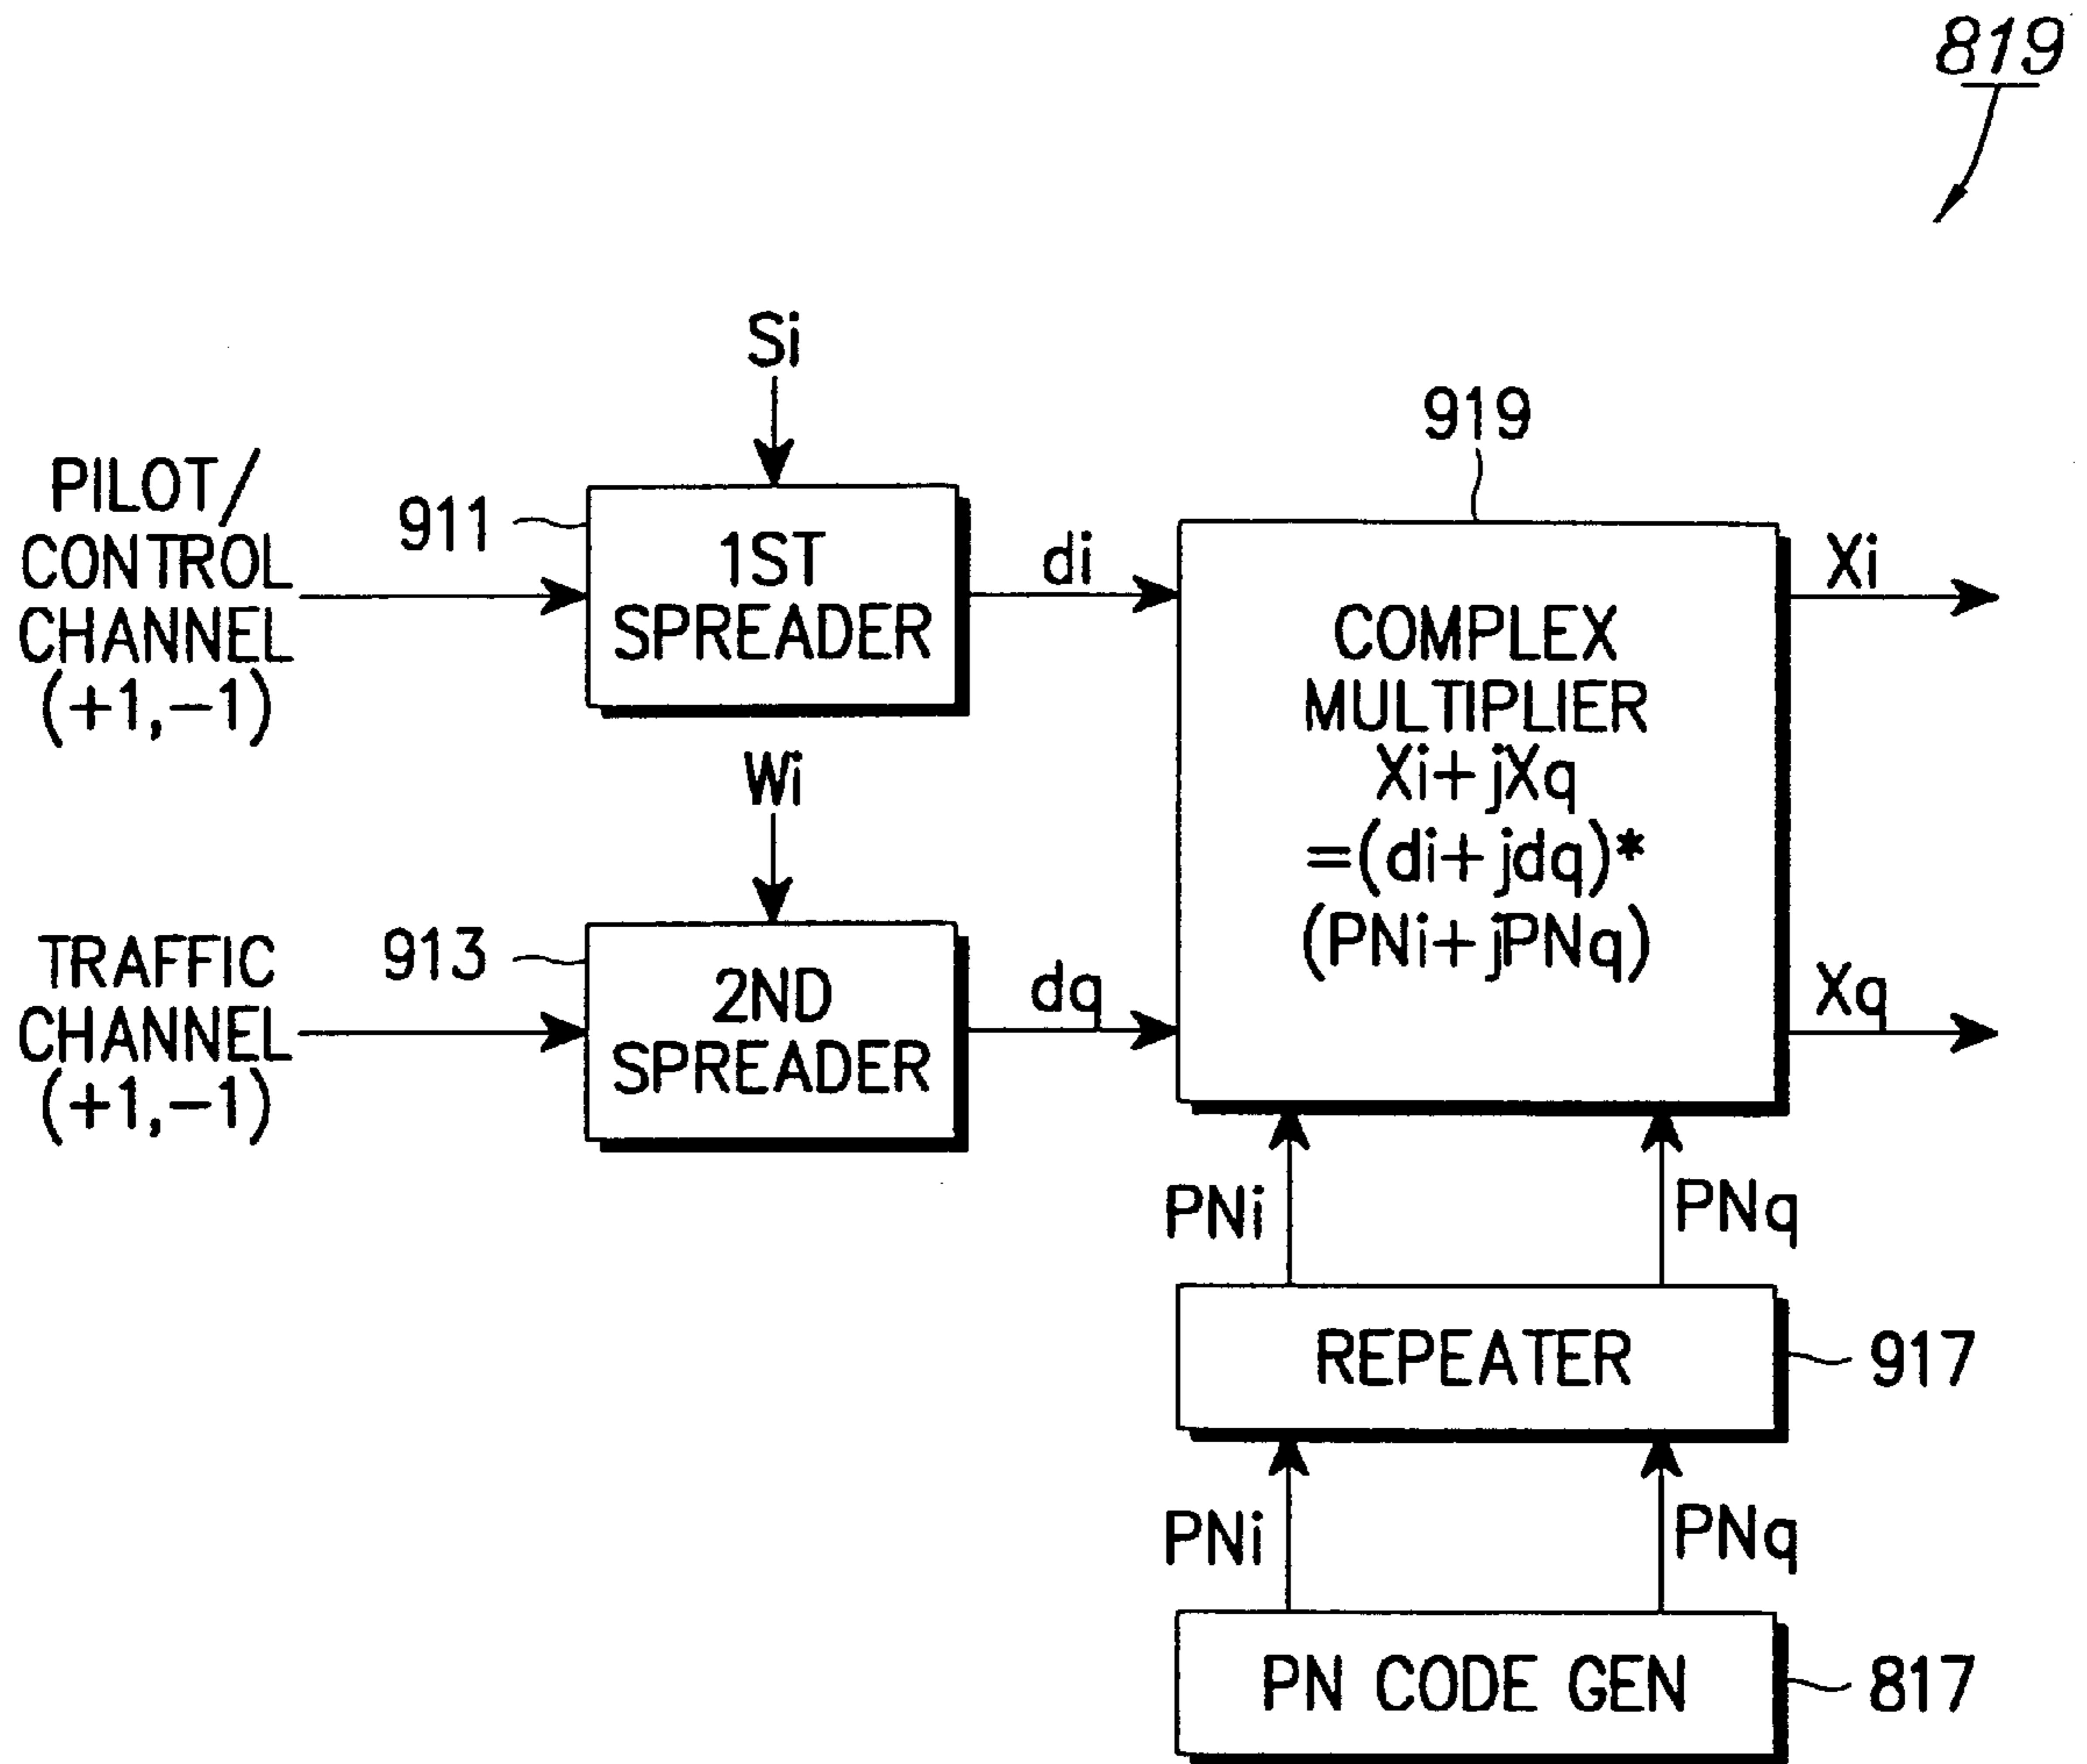 819
Si
919
PILOT/
CONTROL
CHANNEL
(+1,-1)
911
1ST
SPREADER
di
Xi
COMPLEX
MULTIPLIER
Xi+jXq
=(di+jdq)*
(PNi+jPNq)
Wi
TRAFFIC
CHANNEL
(+1,-1)
913
2ND
SPREADER
dq
Xq
PNi
PNq
REPEATER
917
PNi
PNq
PN CODE GEN
817